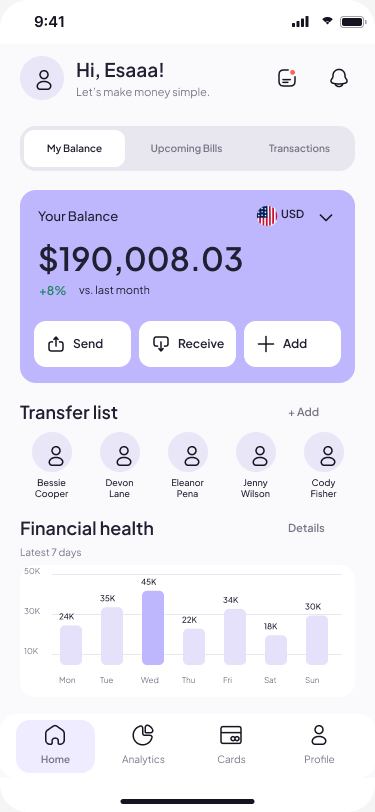 9:41
Hi, Esaaa!
Let's make money simple.
My Balance
Upcoming Bills
Transactions
Your Balance
USD
$190,008.03
+8% vs. last month
Send
Receive
Add
Transfer list
+ Add
Bessie
Cooper
Devon
Lane
Eleanor
Pena
Jenny
Wilson
Cody
Fisher
Financial health
Details
Latest 7 days
50K
30K
10K
24K
35K
45K
22K
34K
18K
30K
Mon
Tue
Wed
Thu
Fri
Sat
Sun
Home
Analytics
Cards
Profile